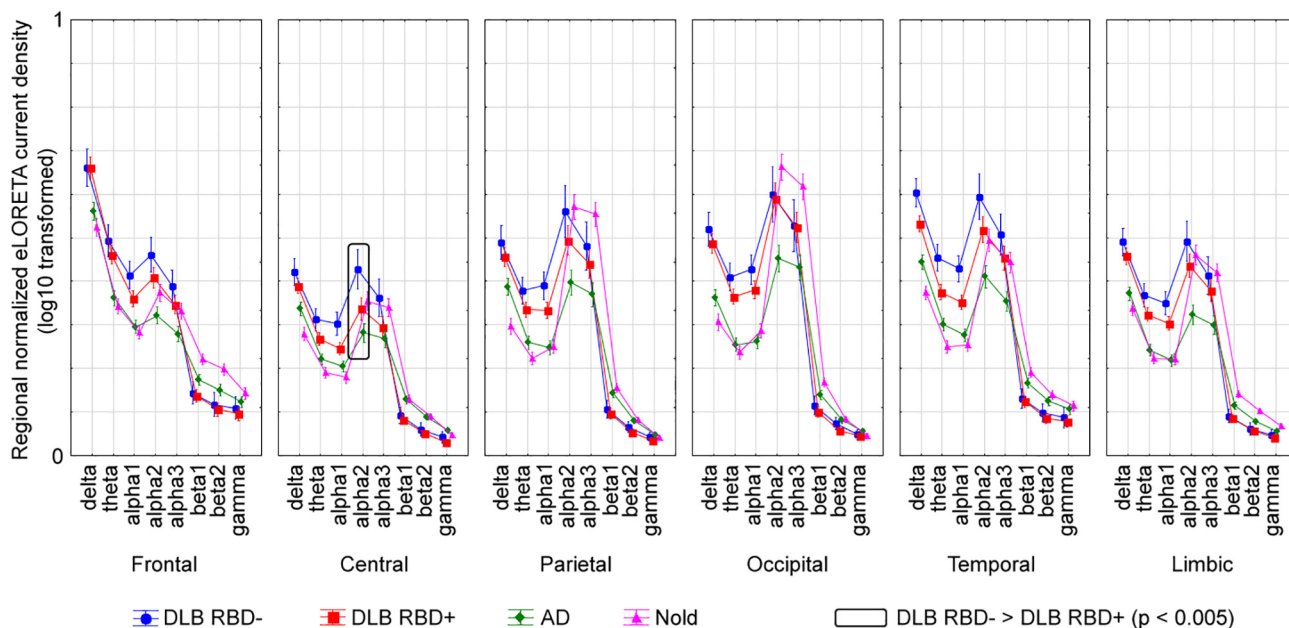 1
Regional normalized eLORETA current density
(log10 transformed)
0
delta theta alpha1 alpha2 alpha3 beta1 beta2 gamma
delta theta alpha1 alpha2 alpha3 beta1 beta2 gamma
delta theta alpha1 alpha2 alpha3 beta1 beta2 gamma
delta theta alpha1 alpha2 alpha3 beta1 beta2 gamma
delta theta alpha1 alpha2 alpha3 beta1 beta2 gamma
delta theta alpha1 alpha2 alpha3 beta1 beta2 gamma
Frontal Central Parietal Occipital Temporal Limbic
DLB RBD- DLB RBD+ AD Nold DLB RBD- > DLB RBD+ (p < 0.005)